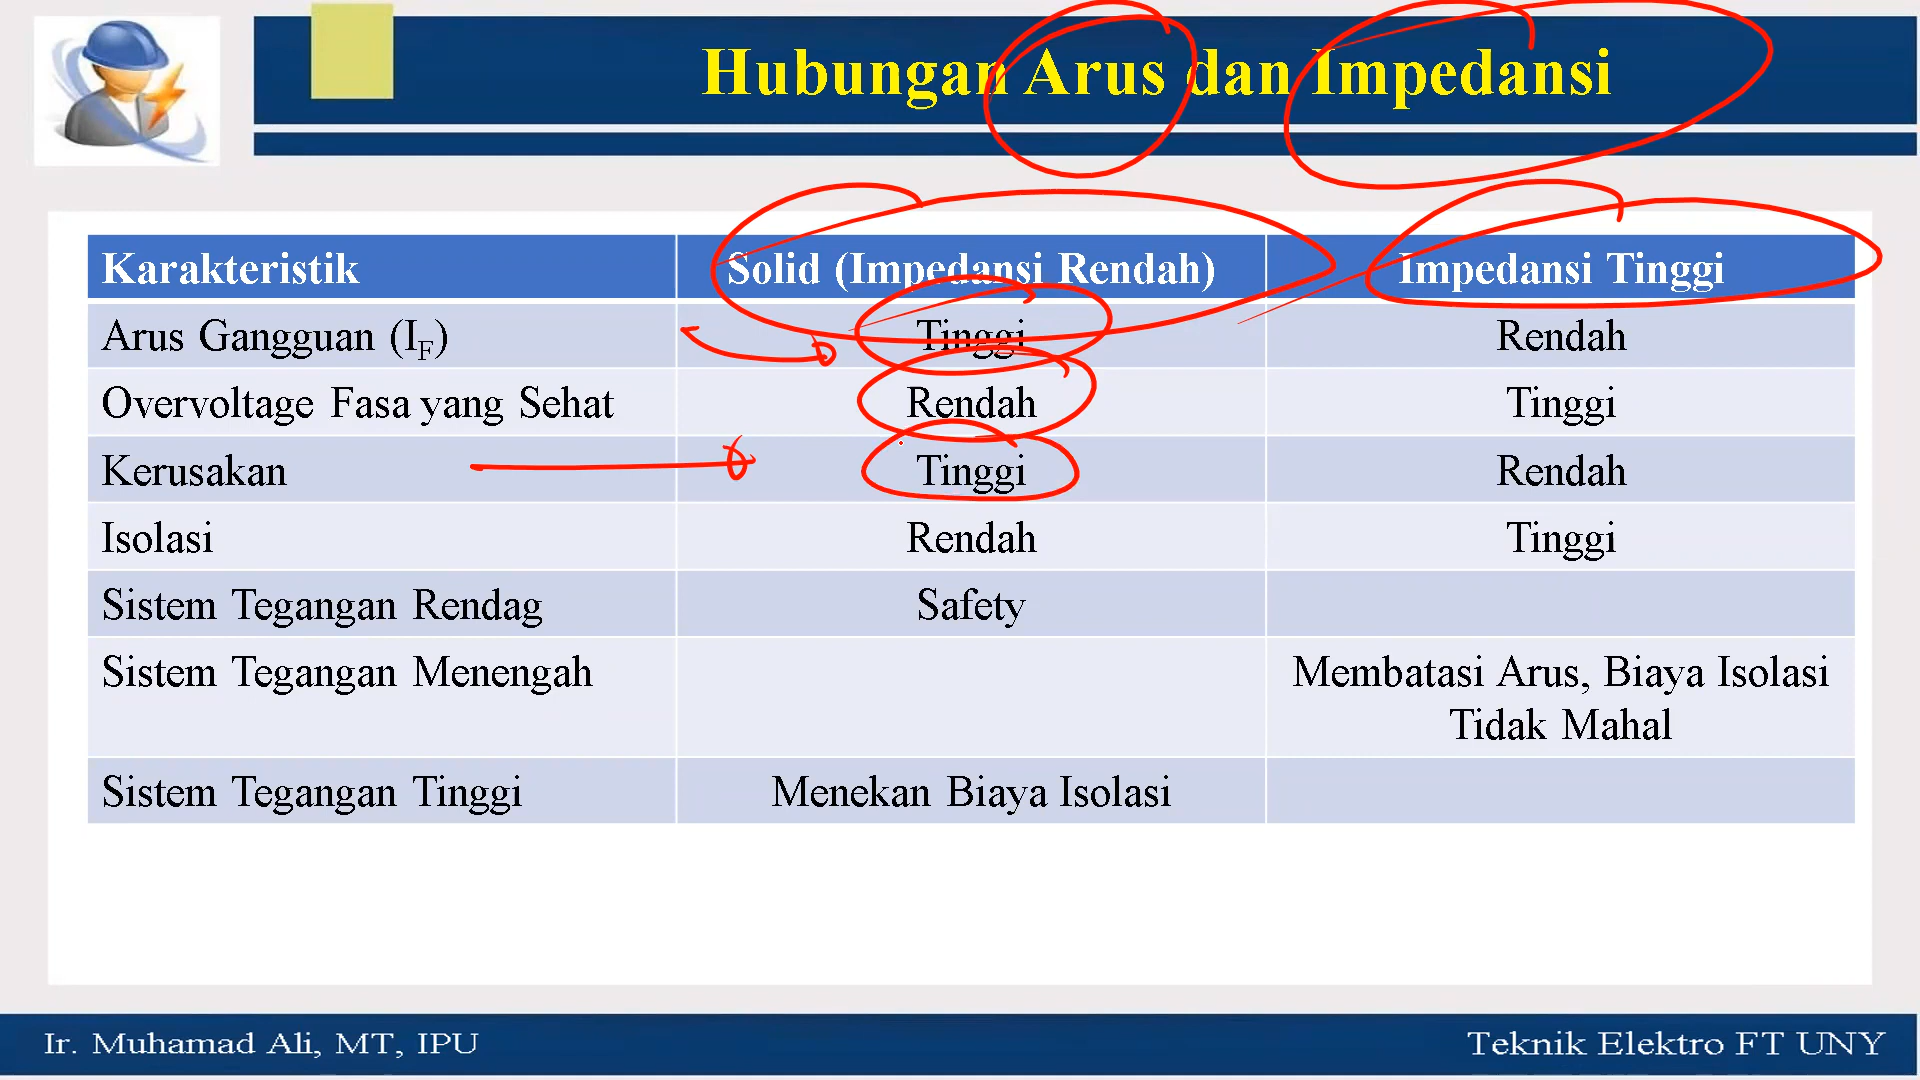 Hubungan Arus dan Impedansi
Karakteristik Solid (Impedansi Rendah) Impedansi Tinggi
Arus Gangguan (I_F) Tinggi Rendah
Overvoltage Fasa yang Sehat Rendah Tinggi
Kerusakan Tinggi Rendah
Isolasi Rendah Tinggi
Sistem Tegangan Rendag Safety
Sistem Tegangan Menengah Membatasi Arus, Biaya Isolasi
Tidak Mahal
Sistem Tegangan Tinggi Menekan Biaya Isolasi
Ir. Muhamad Ali, MT, IPU Teknik Elektro FT UNY